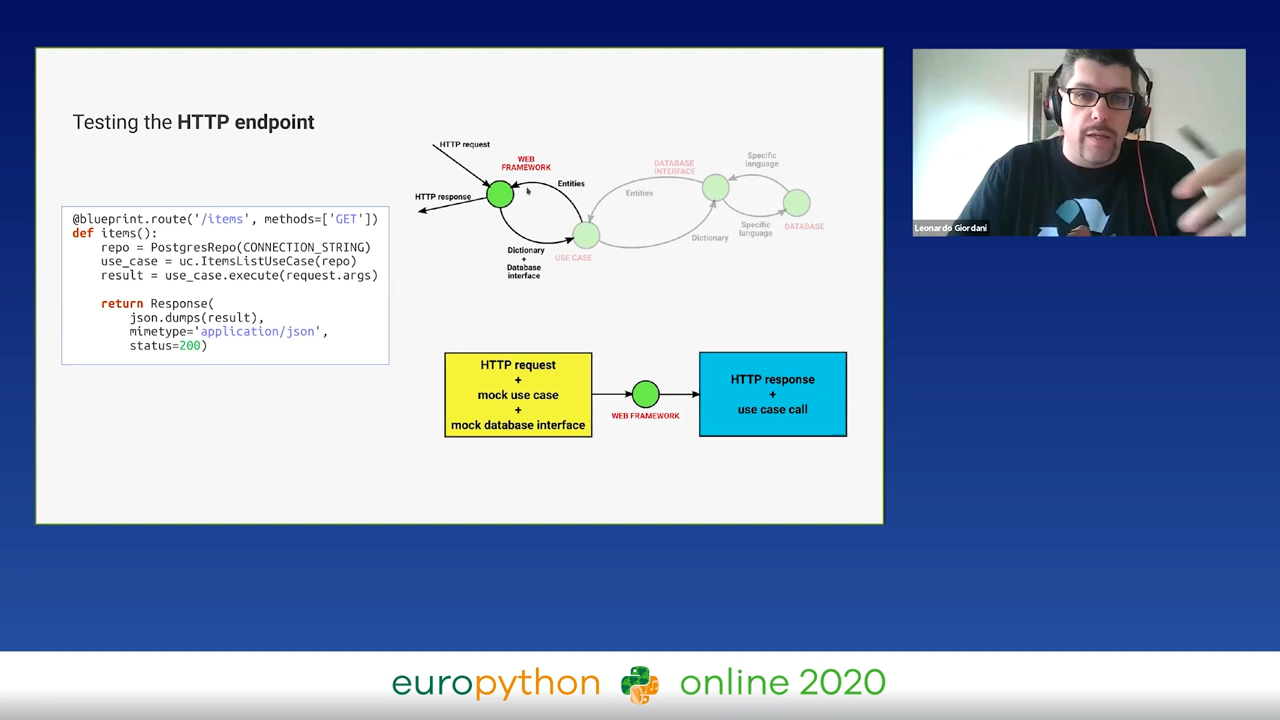 Testing the HTTP endpoint
@blueprint.route('/items', methods=['GET'])
def items():
repo = PostgresRepo(CONNECTION_STRING)
use_case = uc.ItemsListUseCase(repo)
result = use_case.execute(request.args)
return Response(
json.dumps(result),
mimetype='application/json',
status=200)
HTTP request
WEB
FRAMEWORK
HTTP response
Entities
Dictionary
+
Database
interface
USE CASE
Entities
DATABASE
INTERFACE
Dictionary
Specific
language
Specific
language
DATABASE
HTTP request
+
mock use case
+
mock database interface
WEB FRAMEWORK
HTTP response
+
use case call
Leonardo Giordani
europython online 2020